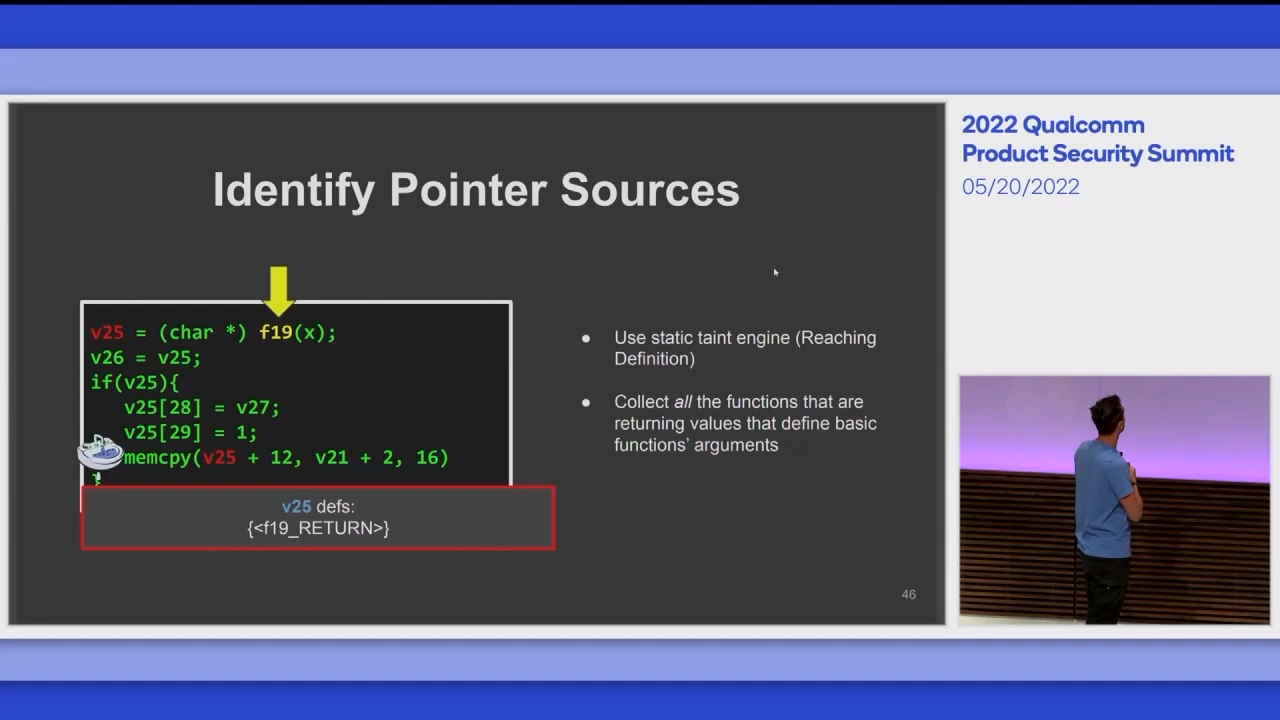 2022 Qualcomm
Product Security Summit
05/20/2022
Identify Pointer Sources
v25 = (char *) f19(x);
v26 = v25;
if(v25){
v25[28] = v27;
v25[29] = 1;
memcpy(v25 + 12, v21 + 2, 16)
}
v25 defs:
{<f19_RETURN>}
● Use static taint engine (Reaching
Definition)
● Collect all the functions that are
returning values that define basic
functions’ arguments
46